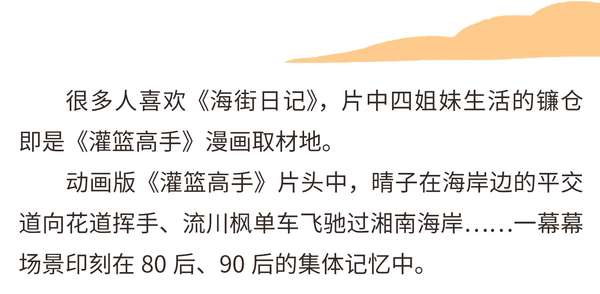 很多人喜欢《海街日记》，片中四姐妹生活的镰仓
即是《灌篮高手》漫画取材地。
动画版《灌篮高手》片头中，晴子在海岸边的平交
道向花道挥手、流川枫单车飞驰过湘南海岸……一幕幕
场景印刻在 80 后、90 后的集体记忆中。